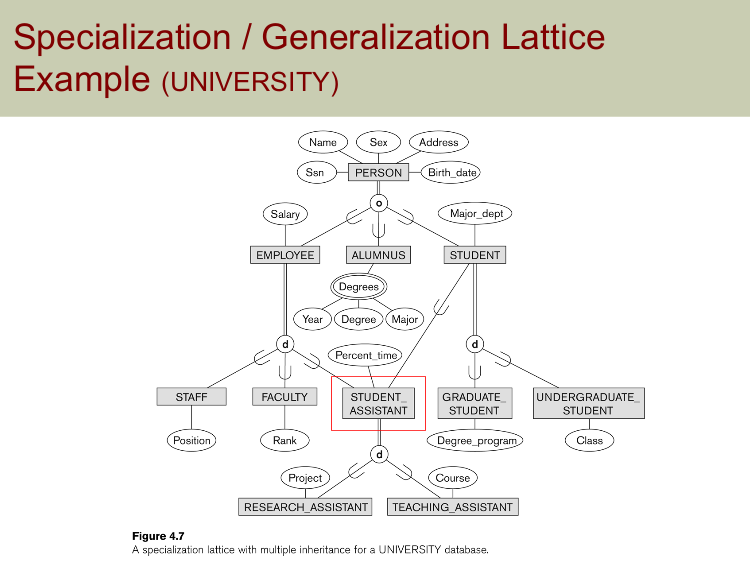 Specialization / Generalization Lattice
Example (UNIVERSITY)
Name
Sex
Address
Ssn
PERSON
Birth_date
o
Salary
Major_dept
EMPLOYEE
ALUMNUS
STUDENT
Degrees
Year
Degree
Major
d
d
Percent_time
STAFF
FACULTY
STUDENT_
ASSISTANT
GRADUATE_
STUDENT
UNDERGRADUATE_
STUDENT
Position
Rank
Degree_program
Class
d
Project
Course
RESEARCH_ASSISTANT
TEACHING_ASSISTANT
Figure 4.7
A specialization lattice with multiple inheritance for a UNIVERSITY database.